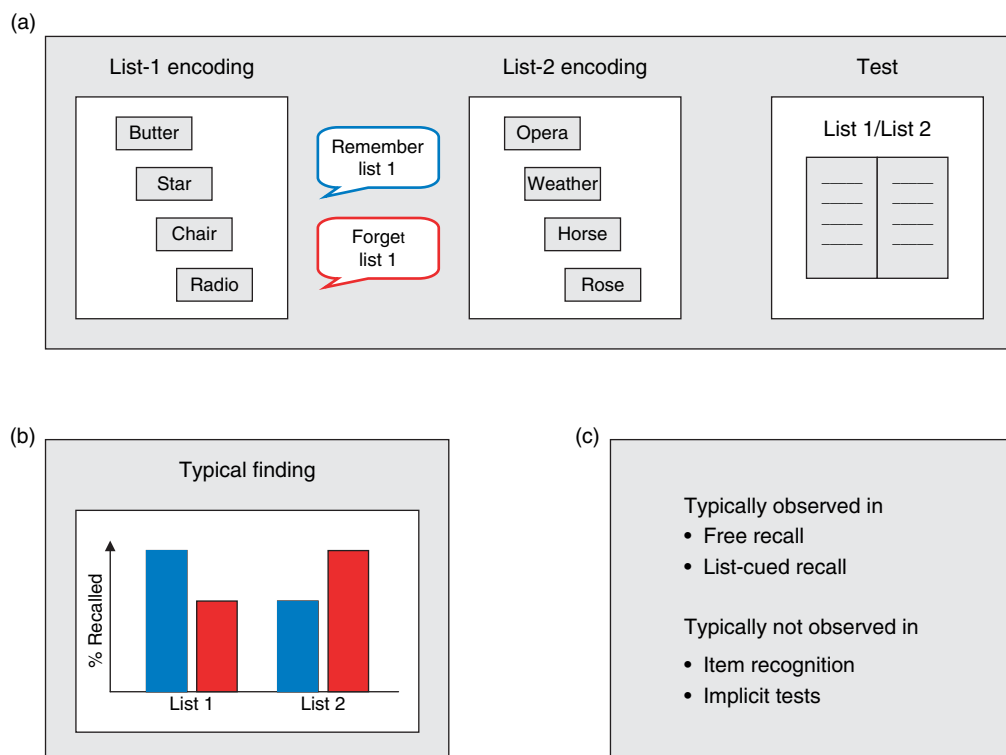 (a)
List-1 encoding
List-2 encoding
Test
Butter
Star
Chair
Radio
Remember
list 1
Forget
list 1
Opera
Weather
Horse
Rose
List 1/List 2
(b)
Typical finding
% Recalled
List 1
List 2
(c)
Typically observed in
• Free recall
• List-cued recall
Typically not observed in
• Item recognition
• Implicit tests